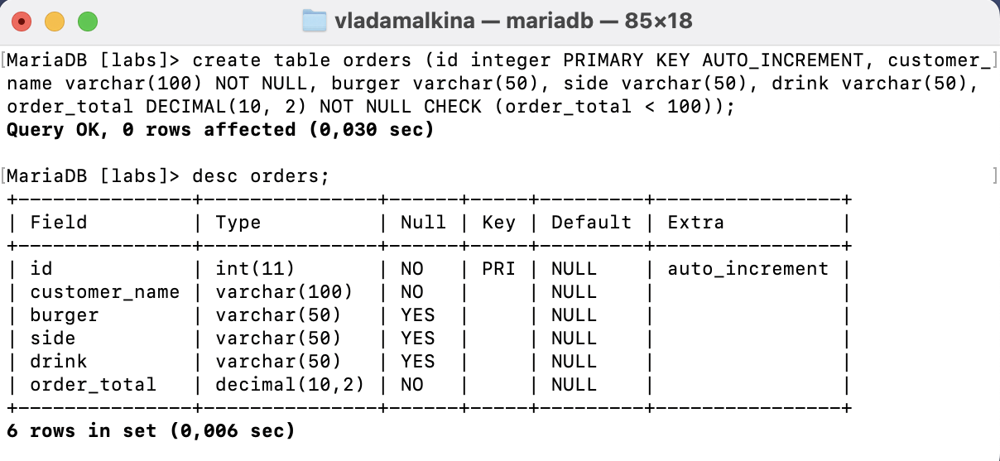 vladamalkina — mariadb — 85×18
[MariaDB [labs]> create table orders (id integer PRIMARY KEY AUTO_INCREMENT, customer_]
name varchar(100) NOT NULL, burger varchar(50), side varchar(50), drink varchar(50),
order_total DECIMAL(10, 2) NOT NULL CHECK (order_total < 100));
Query OK, 0 rows affected (0,030 sec)
[MariaDB [labs]> desc orders; ]
+---------------+---------------+------+-----+---------+----------------+
| Field         | Type          | Null | Key | Default | Extra          |
+---------------+---------------+------+-----+---------+----------------+
| id            | int(11)       | NO   | PRI | NULL    | auto_increment |
| customer_name | varchar(100)  | NO   |     | NULL    |                |
| burger        | varchar(50)   | YES  |     | NULL    |                |
| side          | varchar(50)   | YES  |     | NULL    |                |
| drink         | varchar(50)   | YES  |     | NULL    |                |
| order_total   | decimal(10,2) | NO   |     | NULL    |                |
+---------------+---------------+------+-----+---------+----------------+
6 rows in set (0,006 sec)